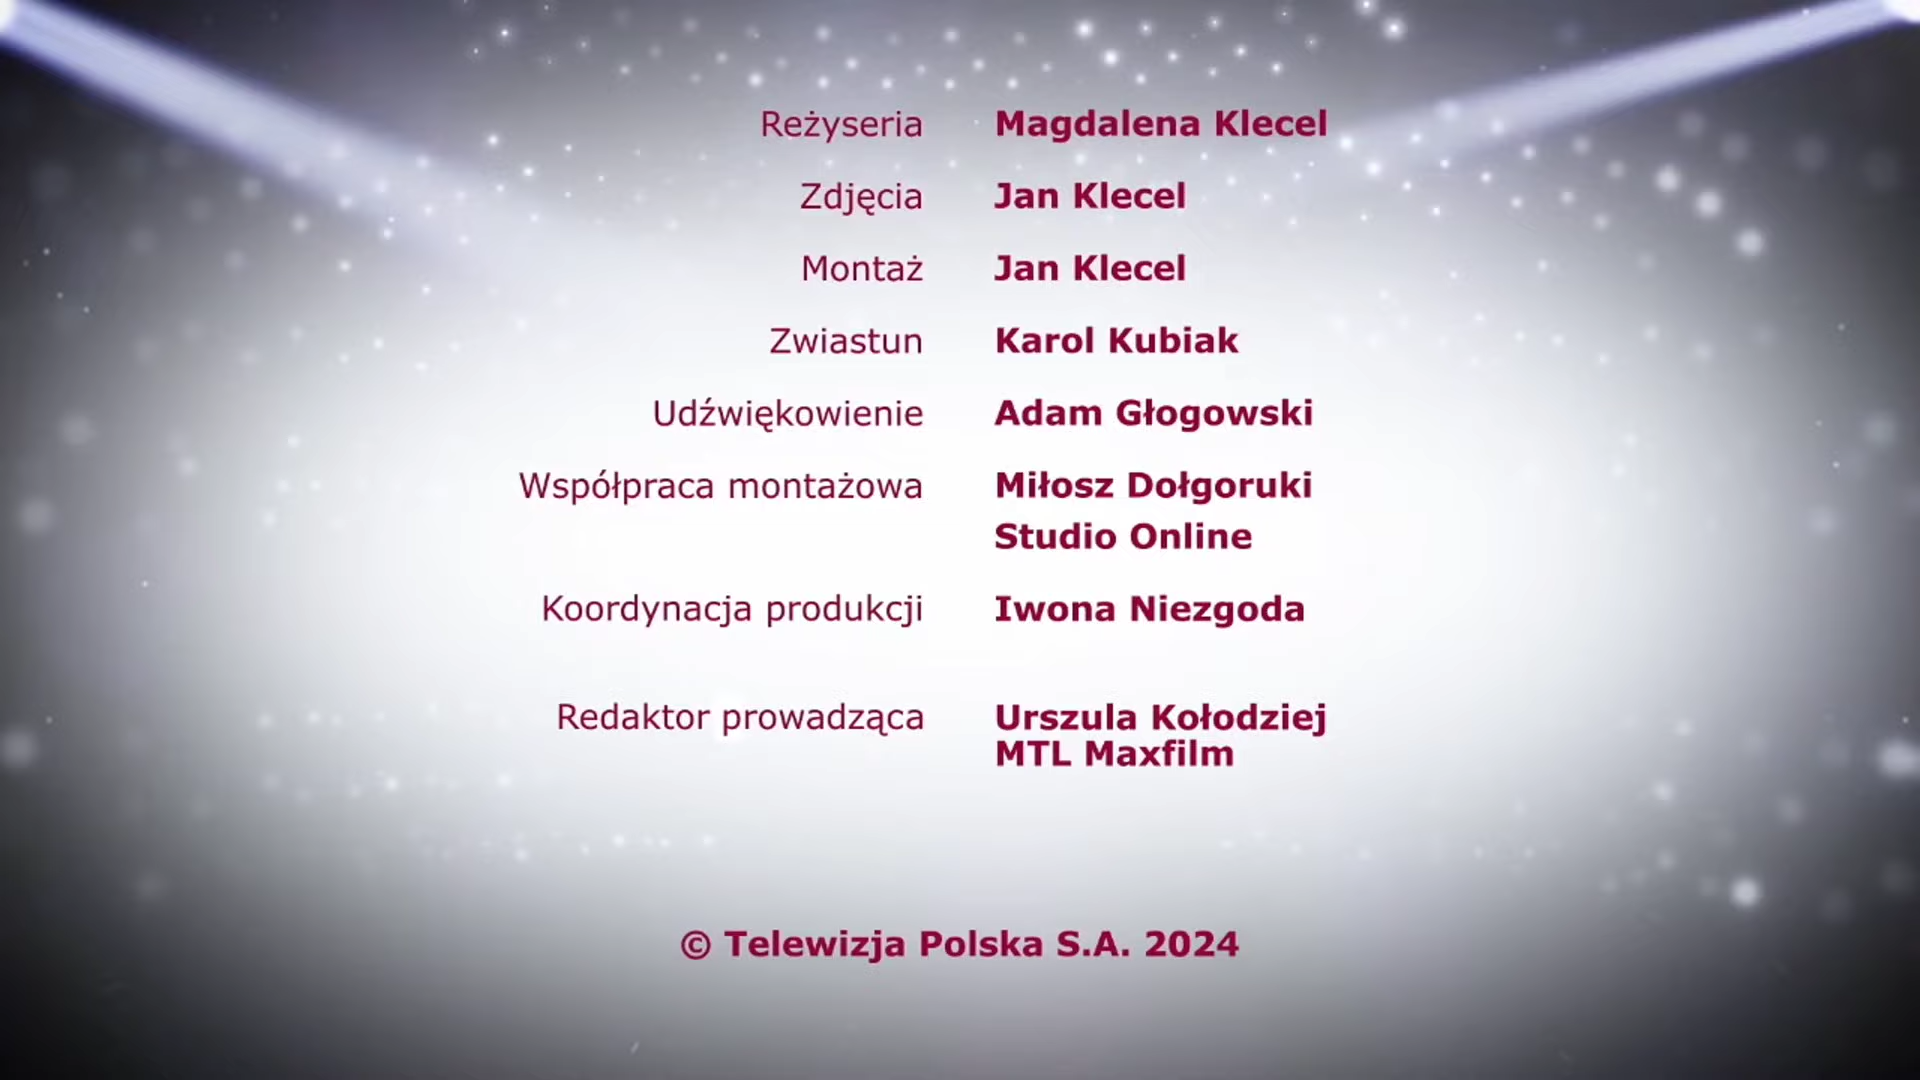 Reżyseria Magdalena Klecel
Zdjęcia Jan Klecel
Montaż Jan Klecel
Zwiastun Karol Kubiak
Udźwiękowienie Adam Głogowski
Współpraca montażowa Miłosz Dołgoruki
Studio Online
Koordynacja produkcji Iwona Niezgoda
Redaktor prowadząca Urszula Kołodziej
MTL Maxfilm
© Telewizja Polska S.A. 2024